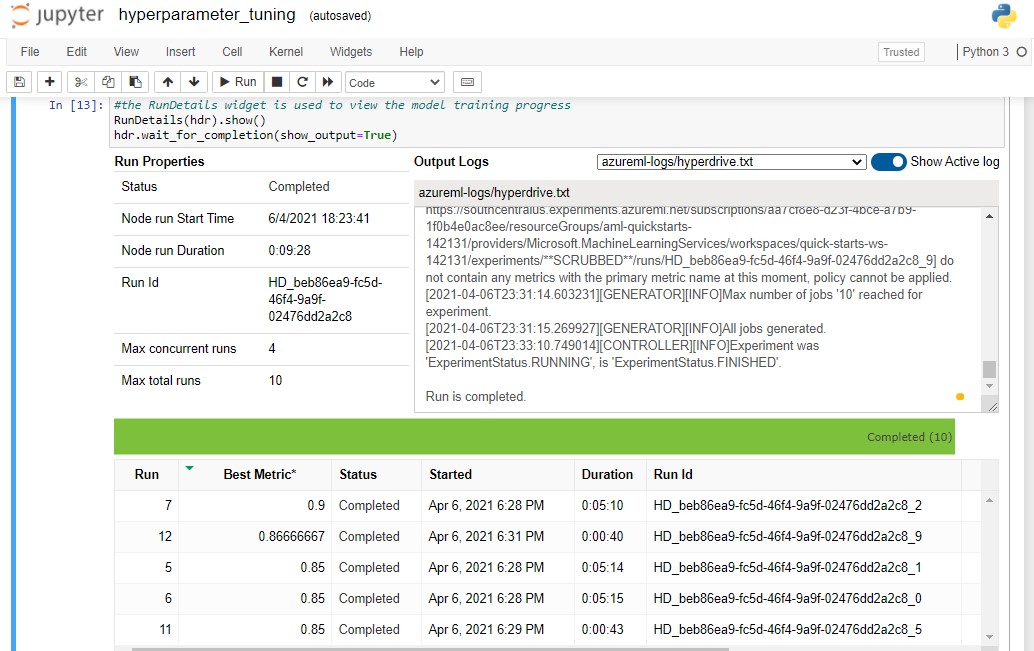 jupyter hyperparameter_tuning (autosaved)
File Edit View Insert Cell Kernel Widgets Help Trusted Python 3
Run Code
In [13]: #the RunDetails widget is used to view the model training progress
RunDetails(hdr).show()
hdr.wait_for_completion(show_output=True)
Run Properties
Status Completed
Node run Start Time 6/4/2021 18:23:41
Node run Duration 0:09:28
Run Id HD_beb86ea9-fc5d-
46f4-9a9f-
02476dd2a2c8
Max concurrent runs 4
Max total runs 10
Output Logs azureml-logs/hyperdrive.txt Show Active log
azureml-logs/hyperdrive.txt
https://southcentralus.experiments.azureml.net/subscriptions/aa7cf8e8-d23f-4bce-a7b9-
1f0b4e0ac8ee/resourceGroups/aml-quickstarts-
142131/providers/Microsoft.MachineLearningServices/workspaces/quick-starts-ws-
142131/experiments/**SCRUBBED**/runs/HD_beb86ea9-fc5d-46f4-9a9f-02476dd2a2c8_9] do
not contain any metrics with the primary metric name at this moment, policy cannot be applied.
[2021-04-06T23:31:14.603231][GENERATOR][INFO]Max number of jobs '10' reached for
experiment.
[2021-04-06T23:31:15.269927][GENERATOR][INFO]All jobs generated.
[2021-04-06T23:33:10.749014][CONTROLLER][INFO]Experiment was
'ExperimentStatus.RUNNING', is 'ExperimentStatus.FINISHED'.
Run is completed.
Completed (10)
Run Best Metric* Status Started Duration Run Id
7 0.9 Completed Apr 6, 2021 6:28 PM 0:05:10 HD_beb86ea9-fc5d-46f4-9a9f-02476dd2a2c8_2
12 0.86666667 Completed Apr 6, 2021 6:31 PM 0:00:40 HD_beb86ea9-fc5d-46f4-9a9f-02476dd2a2c8_9
5 0.85 Completed Apr 6, 2021 6:28 PM 0:05:14 HD_beb86ea9-fc5d-46f4-9a9f-02476dd2a2c8_1
6 0.85 Completed Apr 6, 2021 6:28 PM 0:05:15 HD_beb86ea9-fc5d-46f4-9a9f-02476dd2a2c8_0
11 0.85 Completed Apr 6, 2021 6:29 PM 0:00:43 HD_beb86ea9-fc5d-46f4-9a9f-02476dd2a2c8_5